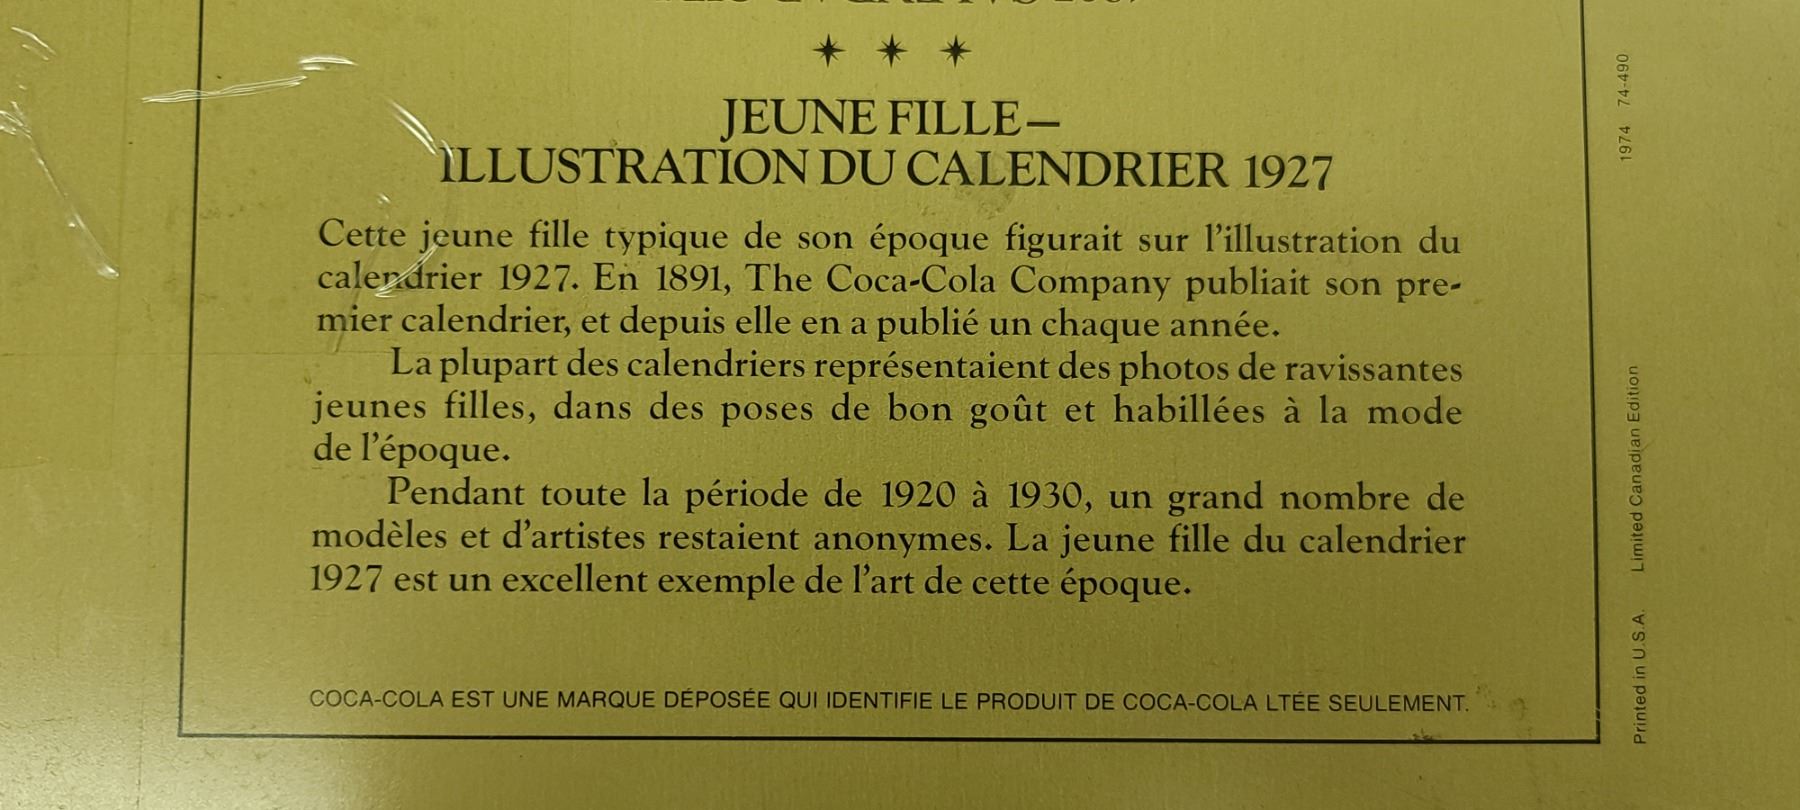 JEUNE FILLE—
ILLUSTRATION DU CALENDRIER 1927
Cette jeune fille typique de son époque figurait sur l'illustration du
calendrier 1927. En 1891, The Coca-Cola Company publiait son pre-
mier calendrier, et depuis elle en a publié un chaque année.
La plupart des calendriers représentaient des photos de ravissantes
jeunes filles, dans des poses de bon goût et habillées à la mode
de l'époque.
Pendant toute la période de 1920 à 1930, un grand nombre de
modèles et d'artistes restaient anonymes. La jeune fille du calendrier
1927 est un excellent exemple de l'art de cette époque.
COCA-COLA EST UNE MARQUE DÉPOSÉE QUI IDENTIFIE LE PRODUIT DE COCA-COLA LTÉE SEULEMENT.
Printed in U.S.A. Limited Canadian Edition 1974 74-490